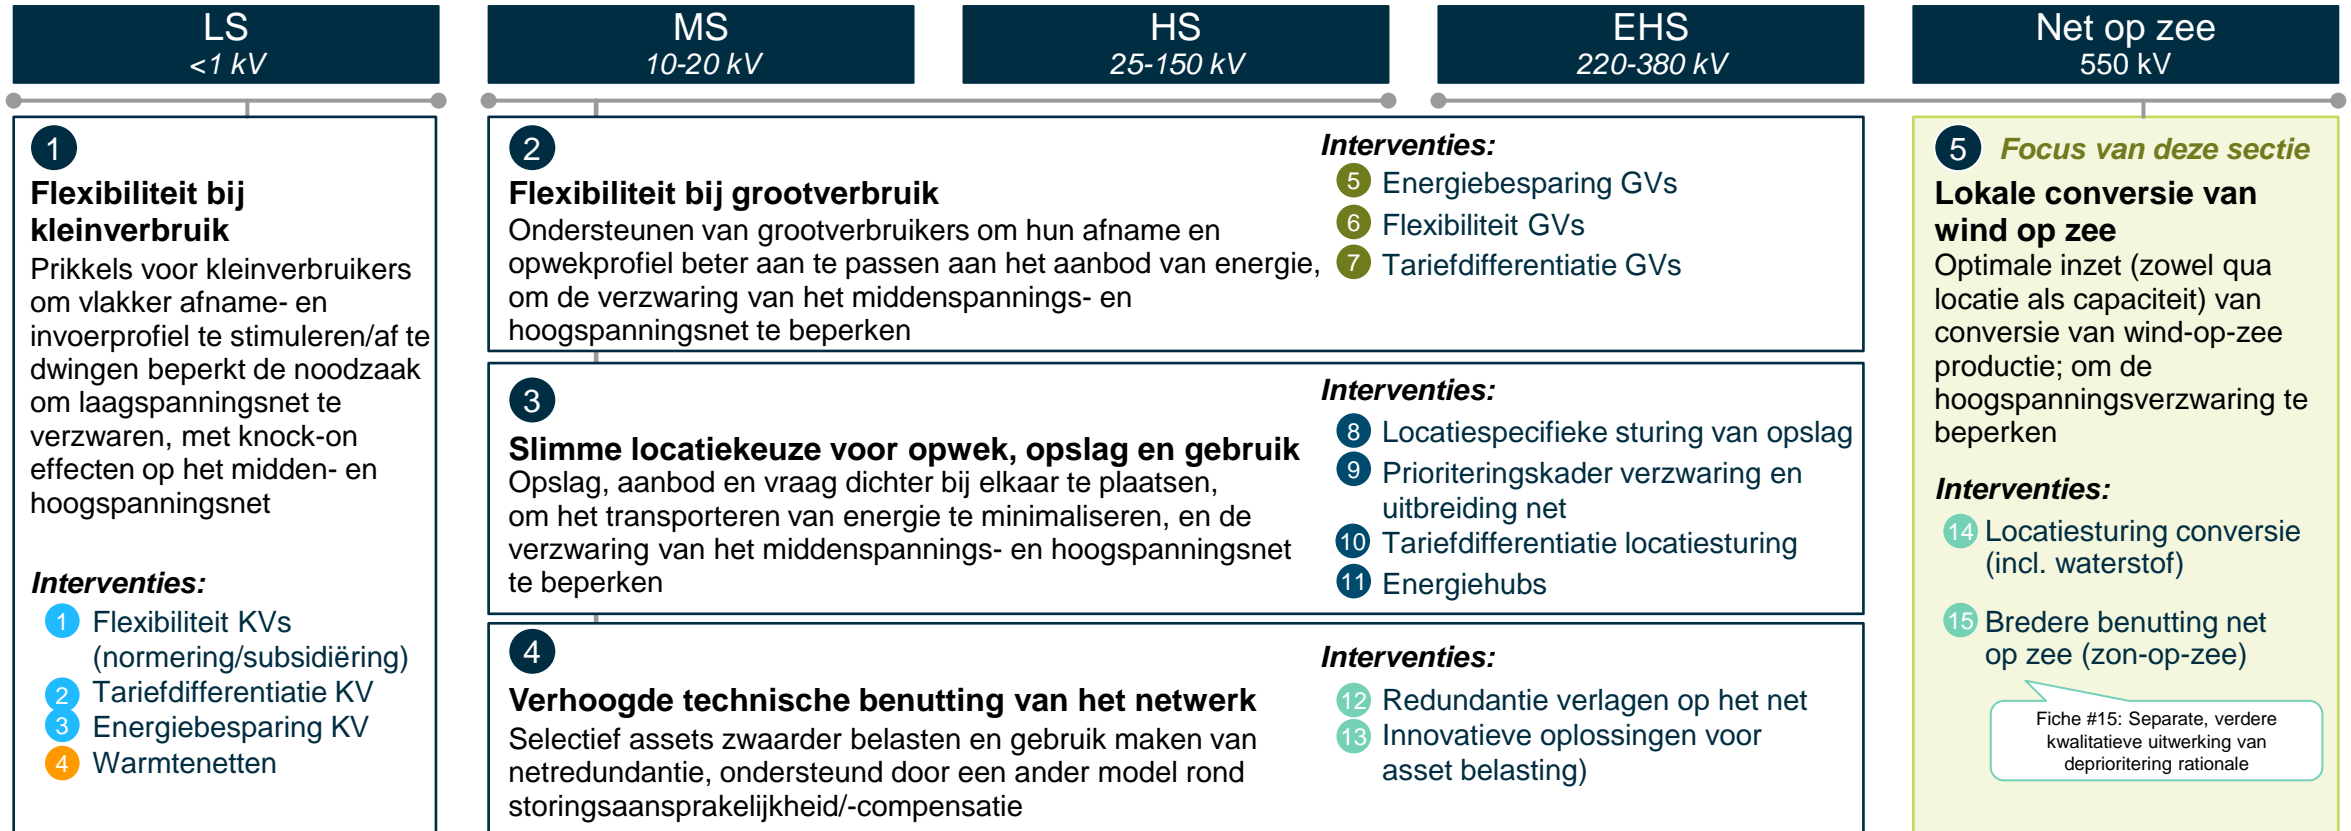 LS
<1 kV
MS
10-20 kV
HS
25-150 kV
EHS
220-380 kV
Net op zee
550 kV
1
Flexibiliteit bij
kleinverbruik
Prikkels voor kleinverbruikers
om vlakker afname- en
invoerprofiel te stimuleren/af te
dwingen beperkt de noodzaak
om laagspanningsnet te
verzwaren, met knock-on
effecten op het midden- en
hoogspanningsnet
Interventies:
1 Flexibiliteit KVs
(normering/subsidiëring)
2 Tariefdifferentiatie KV
3 Energiebesparing KV
4 Warmtenetten
2
Flexibiliteit bij grootverbruik
Ondersteunen van grootverbruikers om hun afname en
opwekprofiel beter aan te passen aan het aanbod van energie,
om de verzwaring van het middenspannings- en
hoogspanningsnet te beperken
Interventies:
5 Energiebesparing GVs
6 Flexibiliteit GVs
7 Tariefdifferentiatie GVs
3
Slimme locatiekeuze voor opwek, opslag en gebruik
Opslag, aanbod en vraag dichter bij elkaar te plaatsen,
om het transporteren van energie te minimaliseren, en de
verzwaring van het middenspannings- en hoogspanningsnet
te beperken
Interventies:
8 Locatiespecifieke sturing van opslag
9 Prioriteringskader verzwaring en
uitbreiding net
10 Tariefdifferentiatie locatiesturing
11 Energiehubs
4
Verhoogde technische benutting van het netwerk
Selectief assets zwaarder belasten en gebruik maken van
netredundantie, ondersteund door een ander model rond
storingsaansprakelijkheid/-compensatie
Interventies:
12 Redundantie verlagen op het net
13 Innovatieve oplossingen voor
asset belasting)
5 Focus van deze sectie
Lokale conversie van
wind op zee
Optimale inzet (zowel qua
locatie als capaciteit) van
conversie van wind-op-zee
productie; om de
hoogspanningsverzwaring te
beperken
Interventies:
14 Locatiesturing conversie
(incl. waterstof)
15 Bredere benutting net
op zee (zon-op-zee)
Fiche #15: Separate, verdere
kwalitatieve uitwerking van
deprioritering rationale